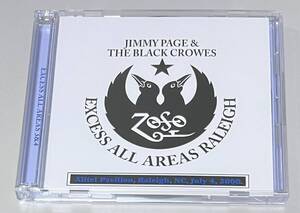 JIMMY PAGE &
THE BLACK CROWES
EXCESS ALL AREAS RALEIGH
ZOSO
Alltel Pavilion, Raleigh, NC, July 4, 2000.
EXCESS ALL AREAS